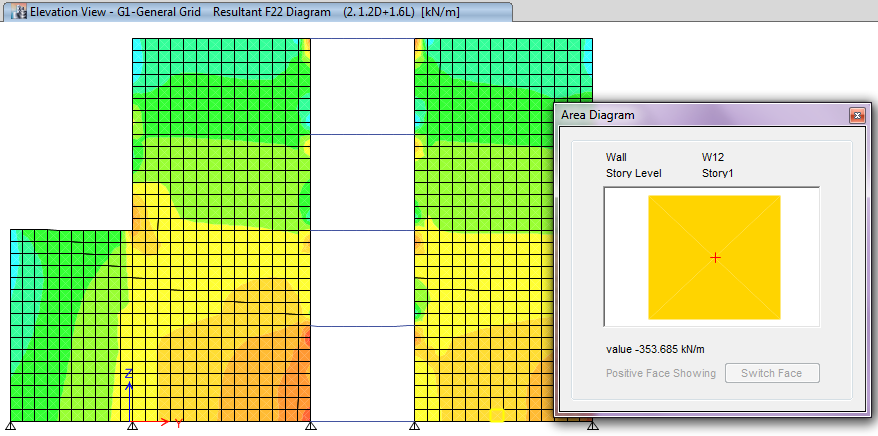 Elevation View - G1-General Grid Resultant F22 Diagram (2. 1.2D+1.6L) [kN/m]
Area Diagram
Wall W12
Story Level Story1
value -353.685 kN/m
Positive Face Showing Switch Face
Z
Y